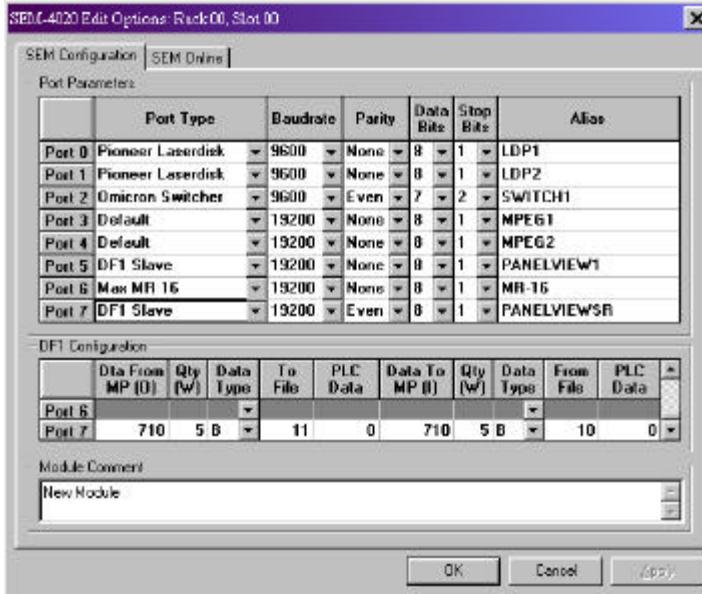 SEM-4020 Edit Options: Rack 00, Slot 00
SEM Configuration SEM Online
Port Parameters
Port Type Baudrate Parity Data Bits Stop Bits Alias
Port 0 Pioneer Laserdisk 9600 None 8 1 LDP1
Port 1 Pioneer Laserdisk 9600 None 8 1 LDP2
Port 2 Omicron Switcher 9600 Even 7 2 SWITCH1
Port 3 Default 19200 None 8 1 MPEG1
Port 4 Default 19200 None 8 1 MPEG2
Port 5 DF1 Slave 19200 None 8 1 PANELVIEW1
Port 6 Max MR 16 19200 None 8 1 MR-16
Port 7 DF1 Slave 19200 Even 8 1 PANELVIEWSR
DF1 Configuration
Dta From MP (O) Qty (W) Data Type To File PLC Data Data To MP (I) Qty (W) Data Type From File PLC Data
Port 6
Port 7 710 5 B 11 0 710 5 B 10 0
Module Comment
New Module
OK Cancel Apply